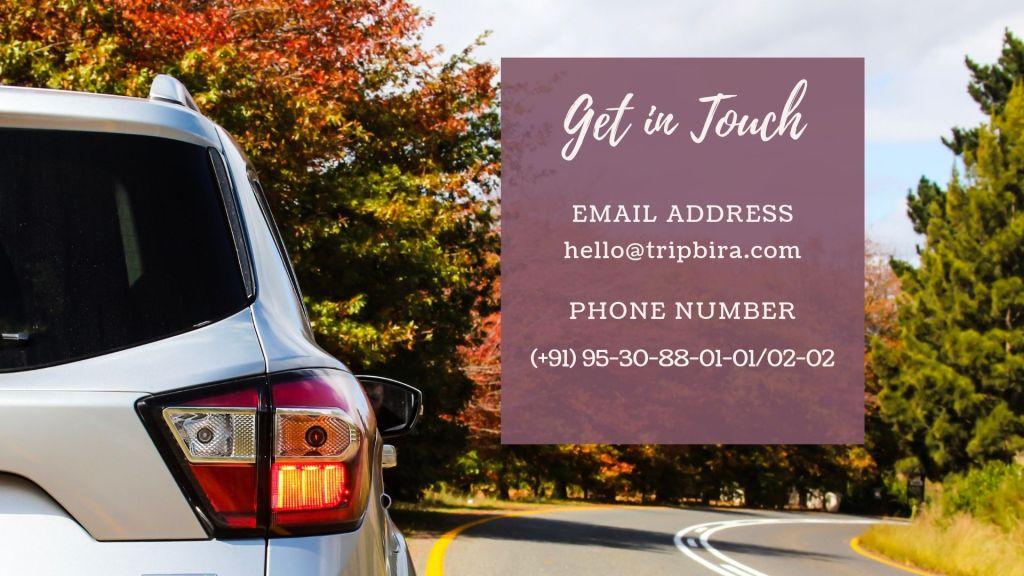 Get in Touch
EMAIL ADDRESS
hello@tripbira.com
PHONE NUMBER
(+91) 95-30-88-01-01/02-02